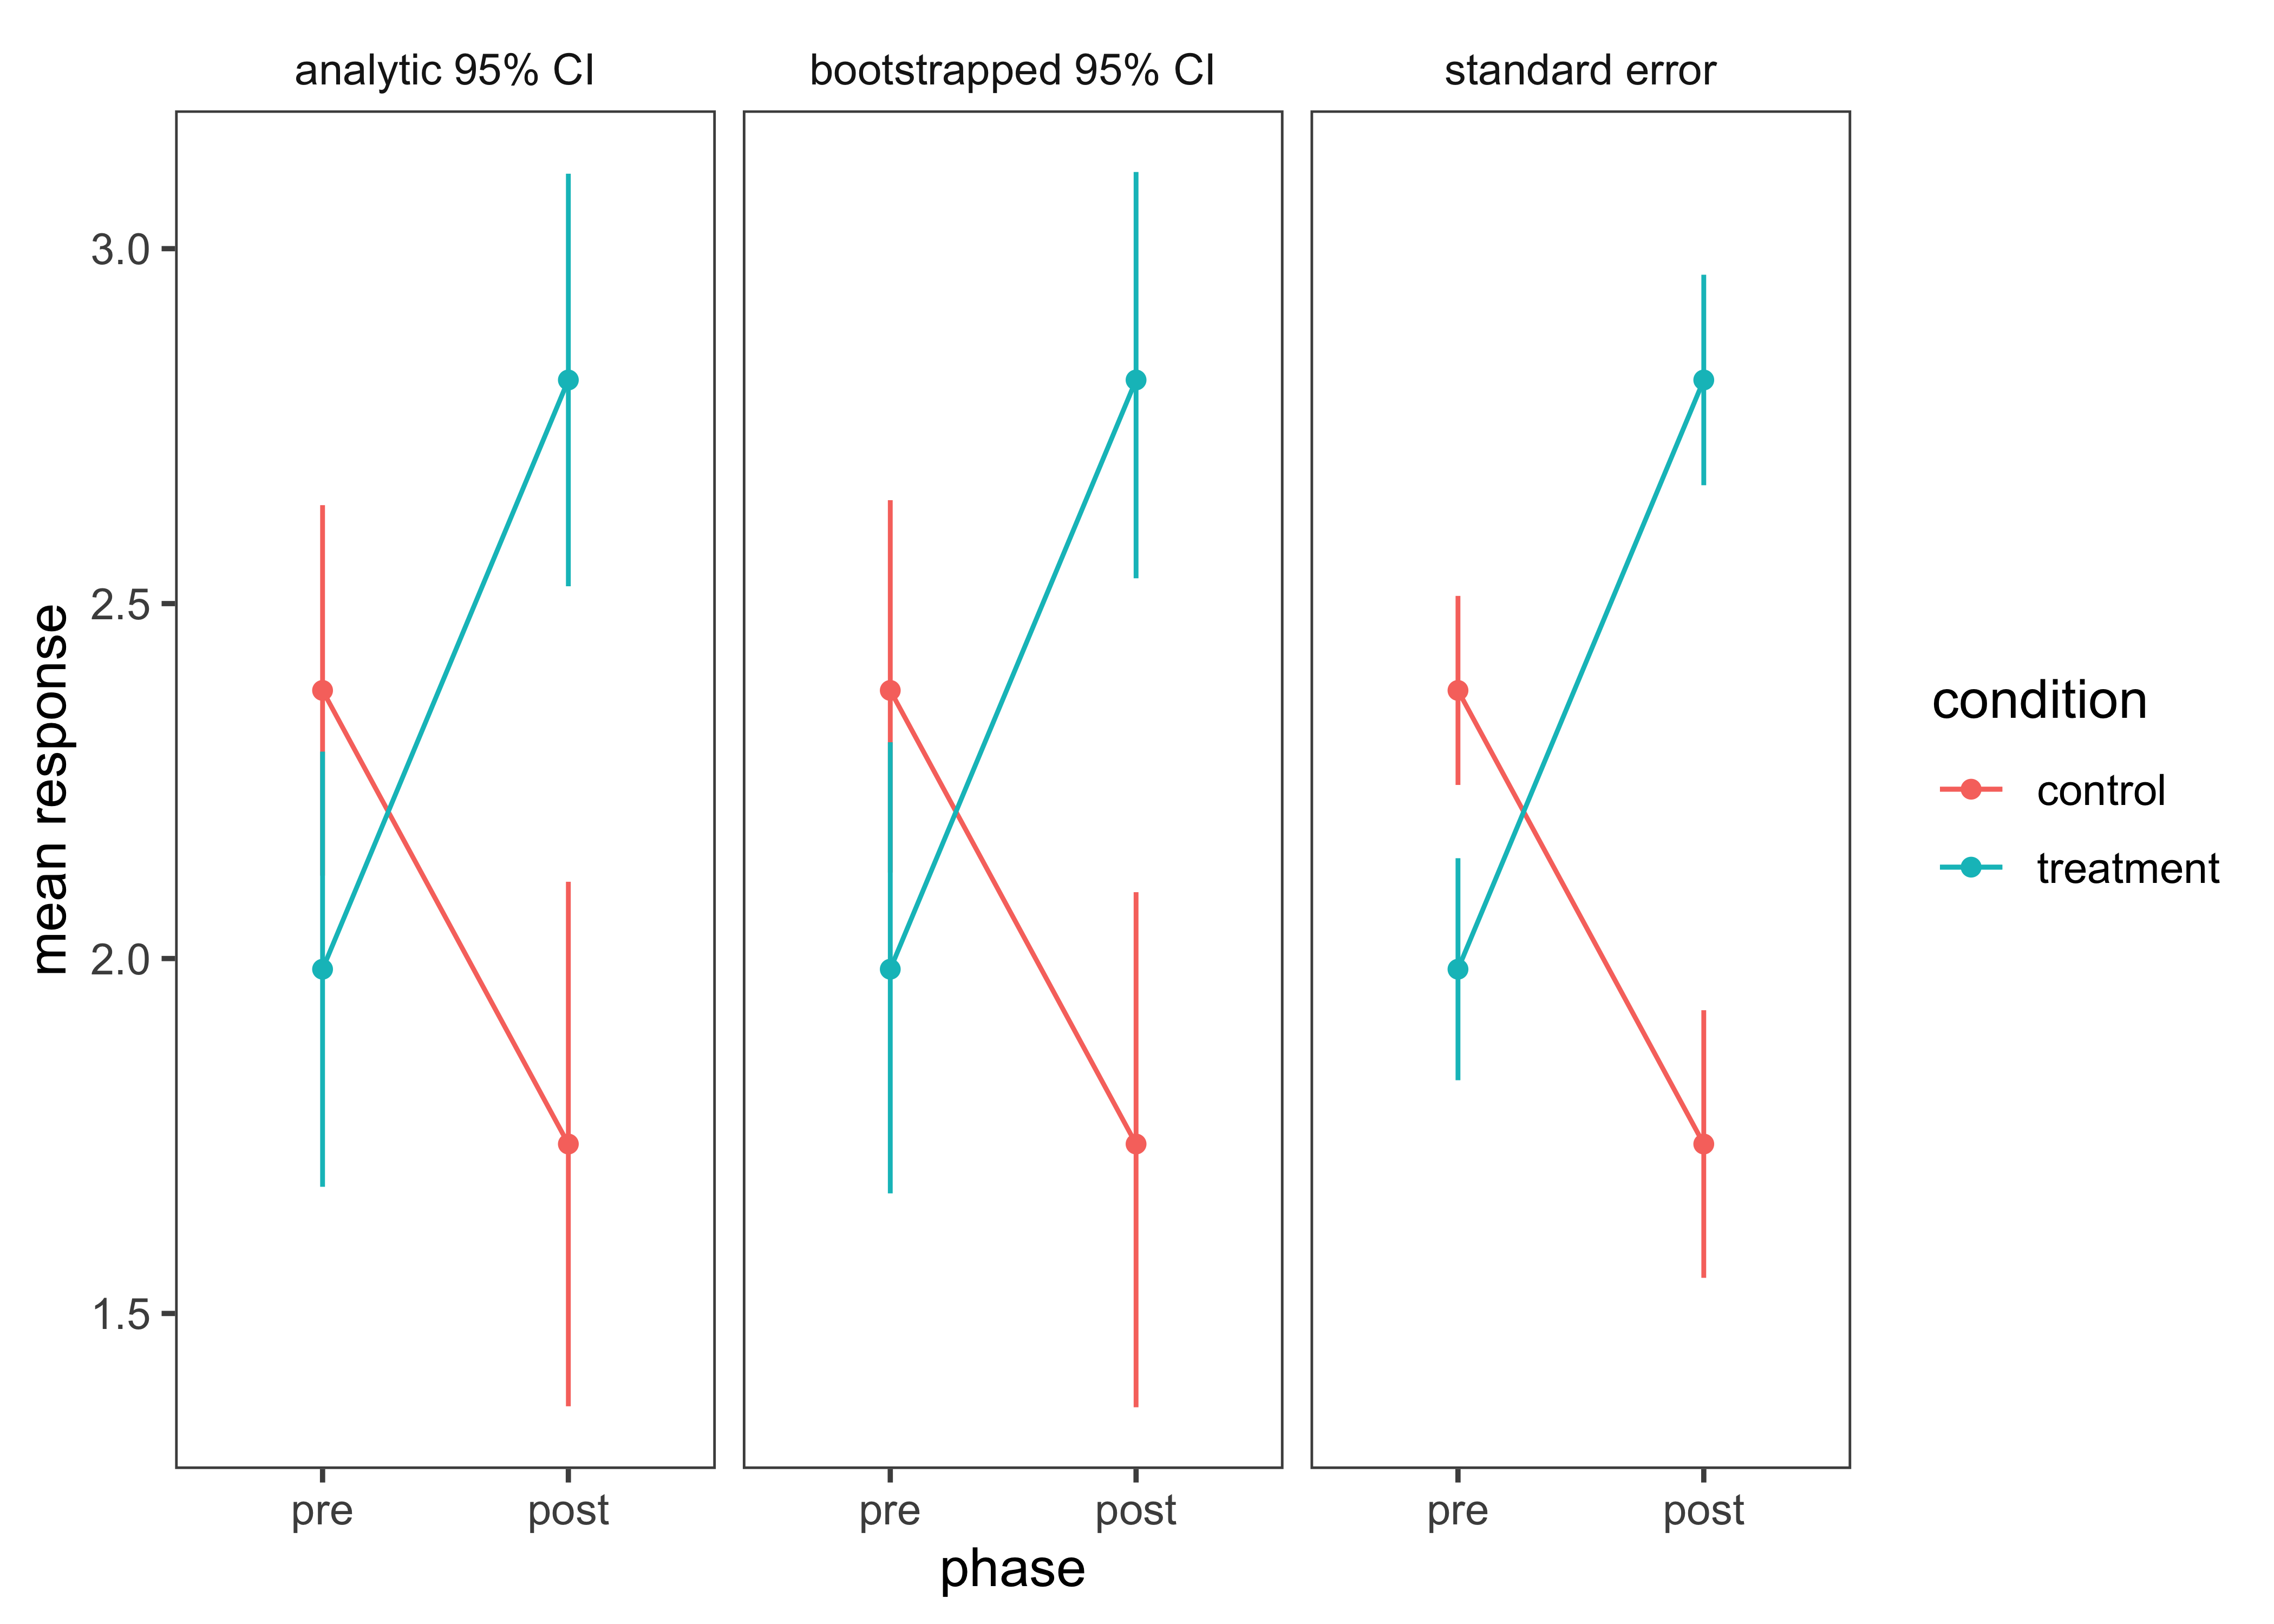 analytic 95% CI
bootstrapped 95% CI
standard error
mean response
3.0
2.5
2.0
1.5
pre
post
pre
post
pre
post
phase
condition
control
treatment